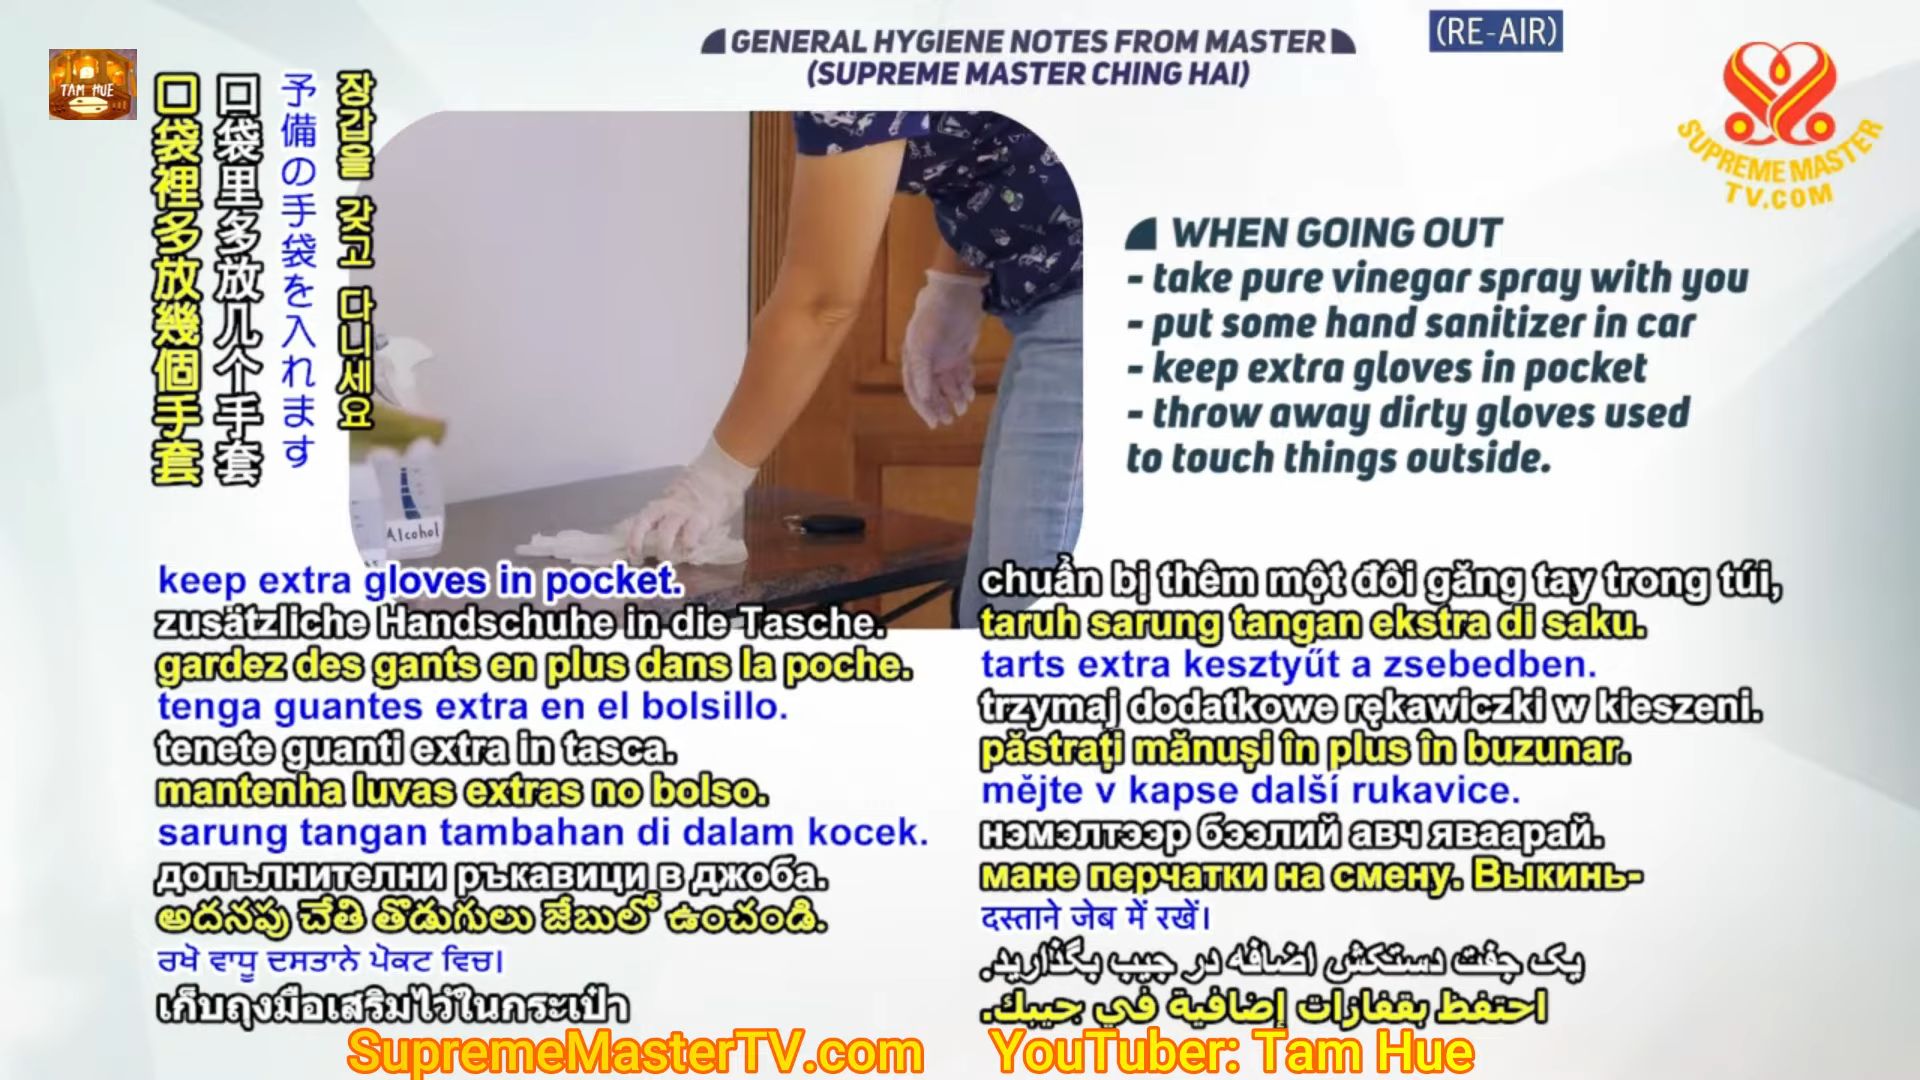 GENERAL HYGIENE NOTES FROM MASTER
(SUPREME MASTER CHING HAI)
(RE-AIR)
TAM HUE
SUPREME MASTER
TV.COM
口袋裡多放幾個手套
口袋里多放几个手套
予備の手袋を入れます
장갑을 갖고 다니세요
WHEN GOING OUT
- take pure vinegar spray with you
- put some hand sanitizer in car
- keep extra gloves in pocket
- throw away dirty gloves used
to touch things outside.
Alcohol
keep extra gloves in pocket.
zusätzliche Handschuhe in die Tasche.
gardez des gants en plus dans la poche.
tenga guantes extra en el bolsillo.
tenete guanti extra in tasca.
mantenha luvas extras no bolso.
sarung tangan tambahan di dalam kocek.
допълнителни ръкавици в джоба.
అదనపు చేతి తొడుగులు జేబులో ఉంచండి.
ਰਖੋ ਵਾਧੂ ਦਸਤਾਨੇ ਪੋਕਟ ਵਿਚ।
เก็บถุงมือเสริมไว้ในกระเป๋า
chuẩn bị thêm một đôi găng tay trong túi,
taruh sarung tangan ekstra di saku.
tarts extra kesztyűt a zsebedben.
trzymaj dodatkowe rękawiczki w kieszeni.
păstrați mănuși în plus în buzunar.
mějte v kapse další rukavice.
нэмэлтээр бээлий авч яваарай.
мане перчатки на смену. Выкинь-
दस्ताने जेब में रखें।
یک جفت دستکش اضافه در جیب بگذارید.
احتفظ بقفازات إضافية في جيبك.
SupremeMasterTV.com
YouTuber: Tam Hue